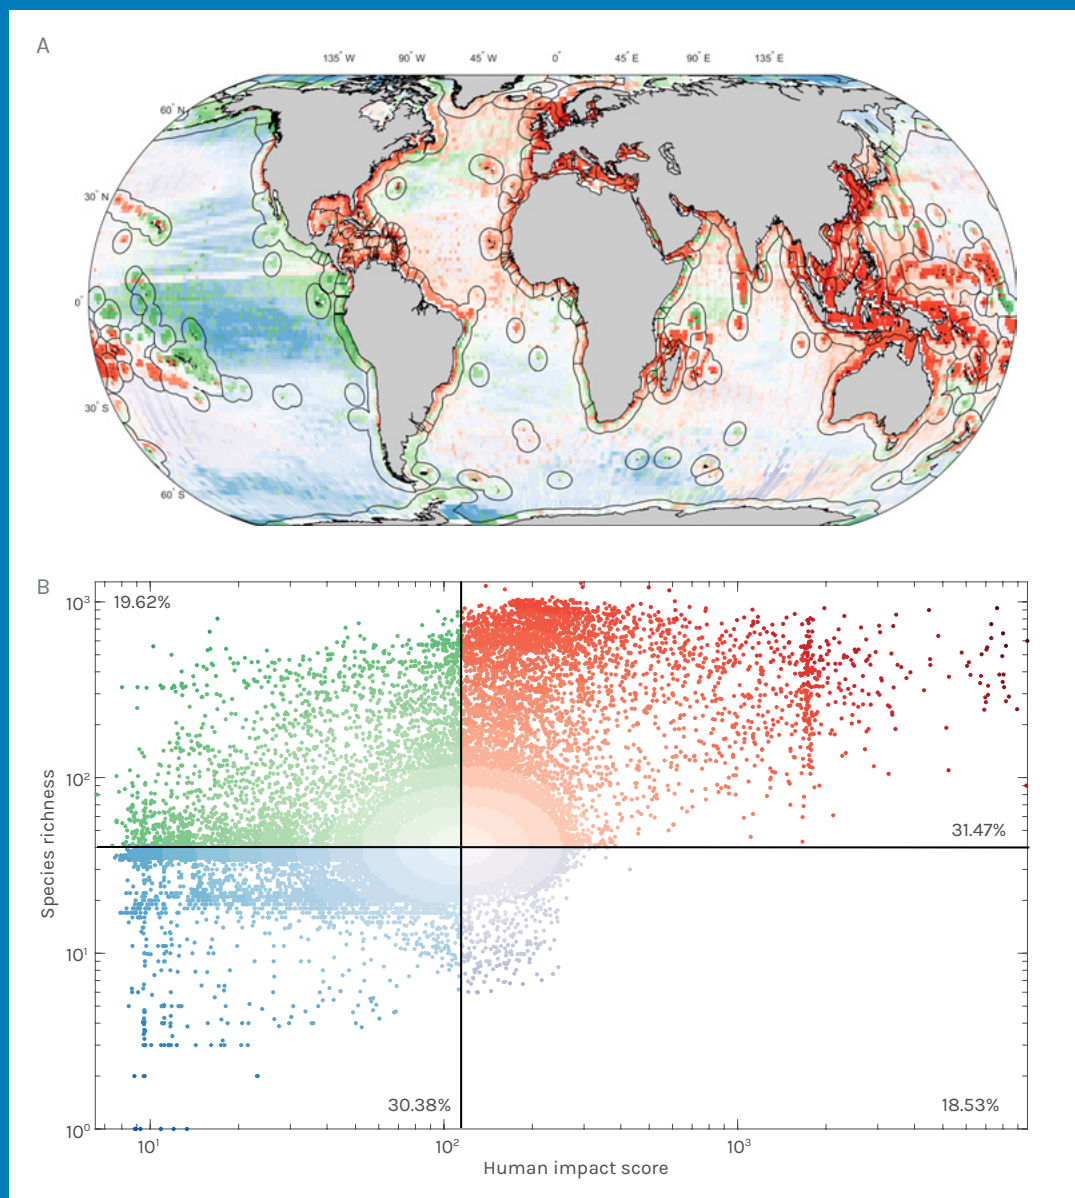 A
135° W 90° W 45° W 0° 45° E 90° E 135° E
60° N
30° N
0°
30° S
60° S
B
10³
19.62%
10²
31.47%
Species richness
10¹
30.38%
18.53%
10⁰
10¹ 10² 10³
Human impact score